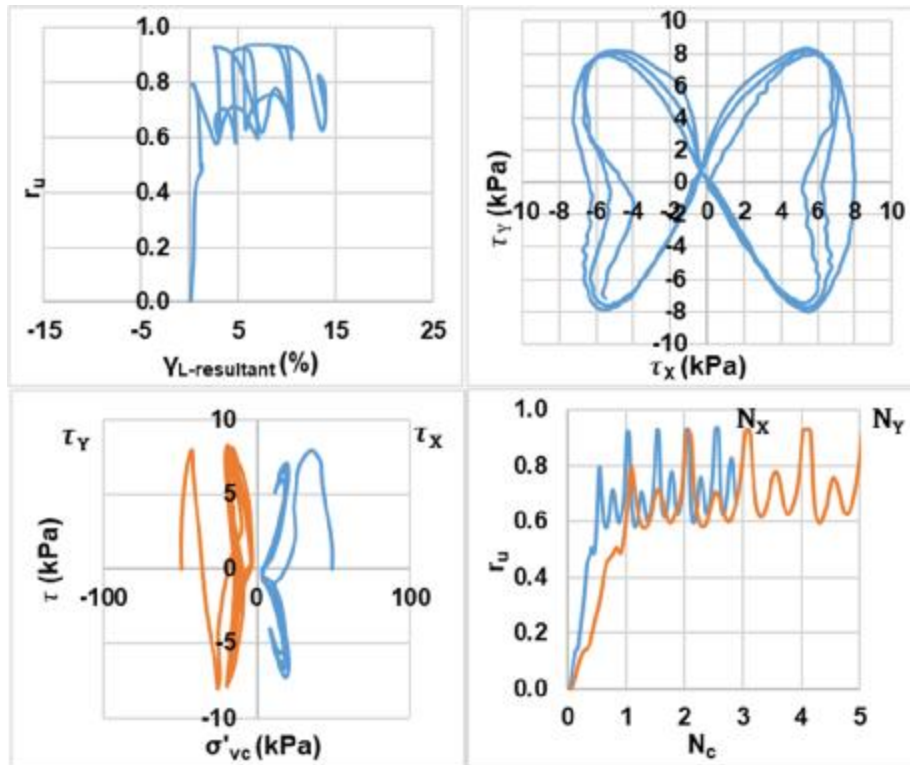 1.0
0.8
0.6
0.4
0.2
0.0
r_u
-15 -5 5 15 25
γ_L-resultant (%)
10
8
6
4
2
0
-2
-4
-6
-8
-10
τ_Y (kPa)
-10 -8 -6 -4 -2 0 2 4 6 8 10
τ_X (kPa)
τ_Y
10
τ_X
5
0
-5
-10
τ (kPa)
-100 0 100
σ'_vc (kPa)
1.0
0.8
0.6
0.4
0.2
0.0
r_u
N_X N_Y
0 1 2 3 4 5
N_c